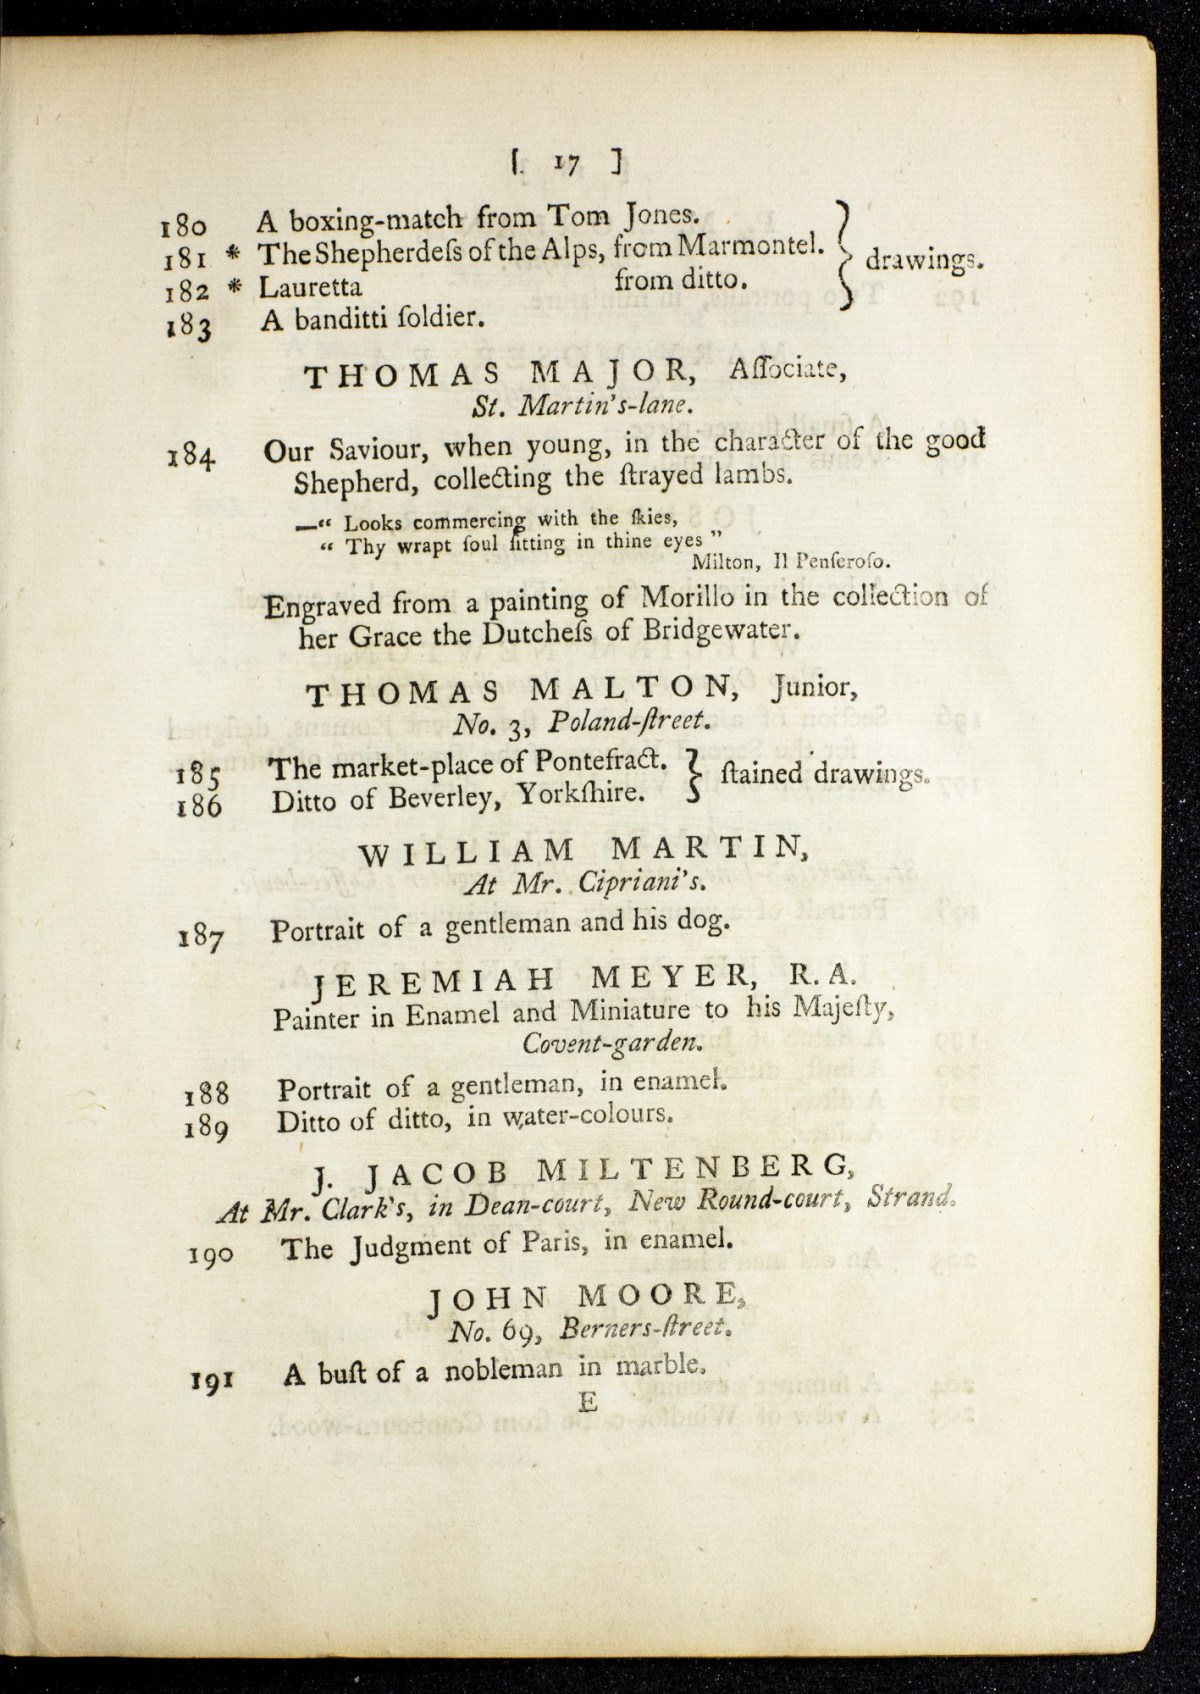 [ 17 ]
180 A boxing-match from Tom Jones.
181 * The Shepherdeſs of the Alps, from Marmontel.
182 * Lauretta from ditto.
183 A banditti ſoldier.
} drawings.
THOMAS MAJOR, Aſſociate,
St. Martin's-lane.
184 Our Saviour, when young, in the character of the good
Shepherd, collecting the ſtrayed lambs.
—“ Looks commercing with the ſkies,
“ Thy wrapt ſoul ſitting in thine eyes ”
Milton, Il Penſeroſo.
Engraved from a painting of Morillo in the collection of
her Grace the Dutcheſs of Bridgewater.
THOMAS MALTON, Junior,
No. 3, Poland-ſtreet.
185 The market-place of Pontefract.
186 Ditto of Beverley, Yorkſhire.
} ſtained drawings.
WILLIAM MARTIN,
At Mr. Cipriani's.
187 Portrait of a gentleman and his dog.
JEREMIAH MEYER, R.A.
Painter in Enamel and Miniature to his Majeſty,
Covent-garden.
188 Portrait of a gentleman, in enamel.
189 Ditto of ditto, in water-colours.
J. JACOB MILTENBERG,
At Mr. Clark's, in Dean-court, New Round-court, Strand.
190 The Judgment of Paris, in enamel.
JOHN MOORE,
No. 69, Berners-ſtreet.
191 A buſt of a nobleman in marble.
E